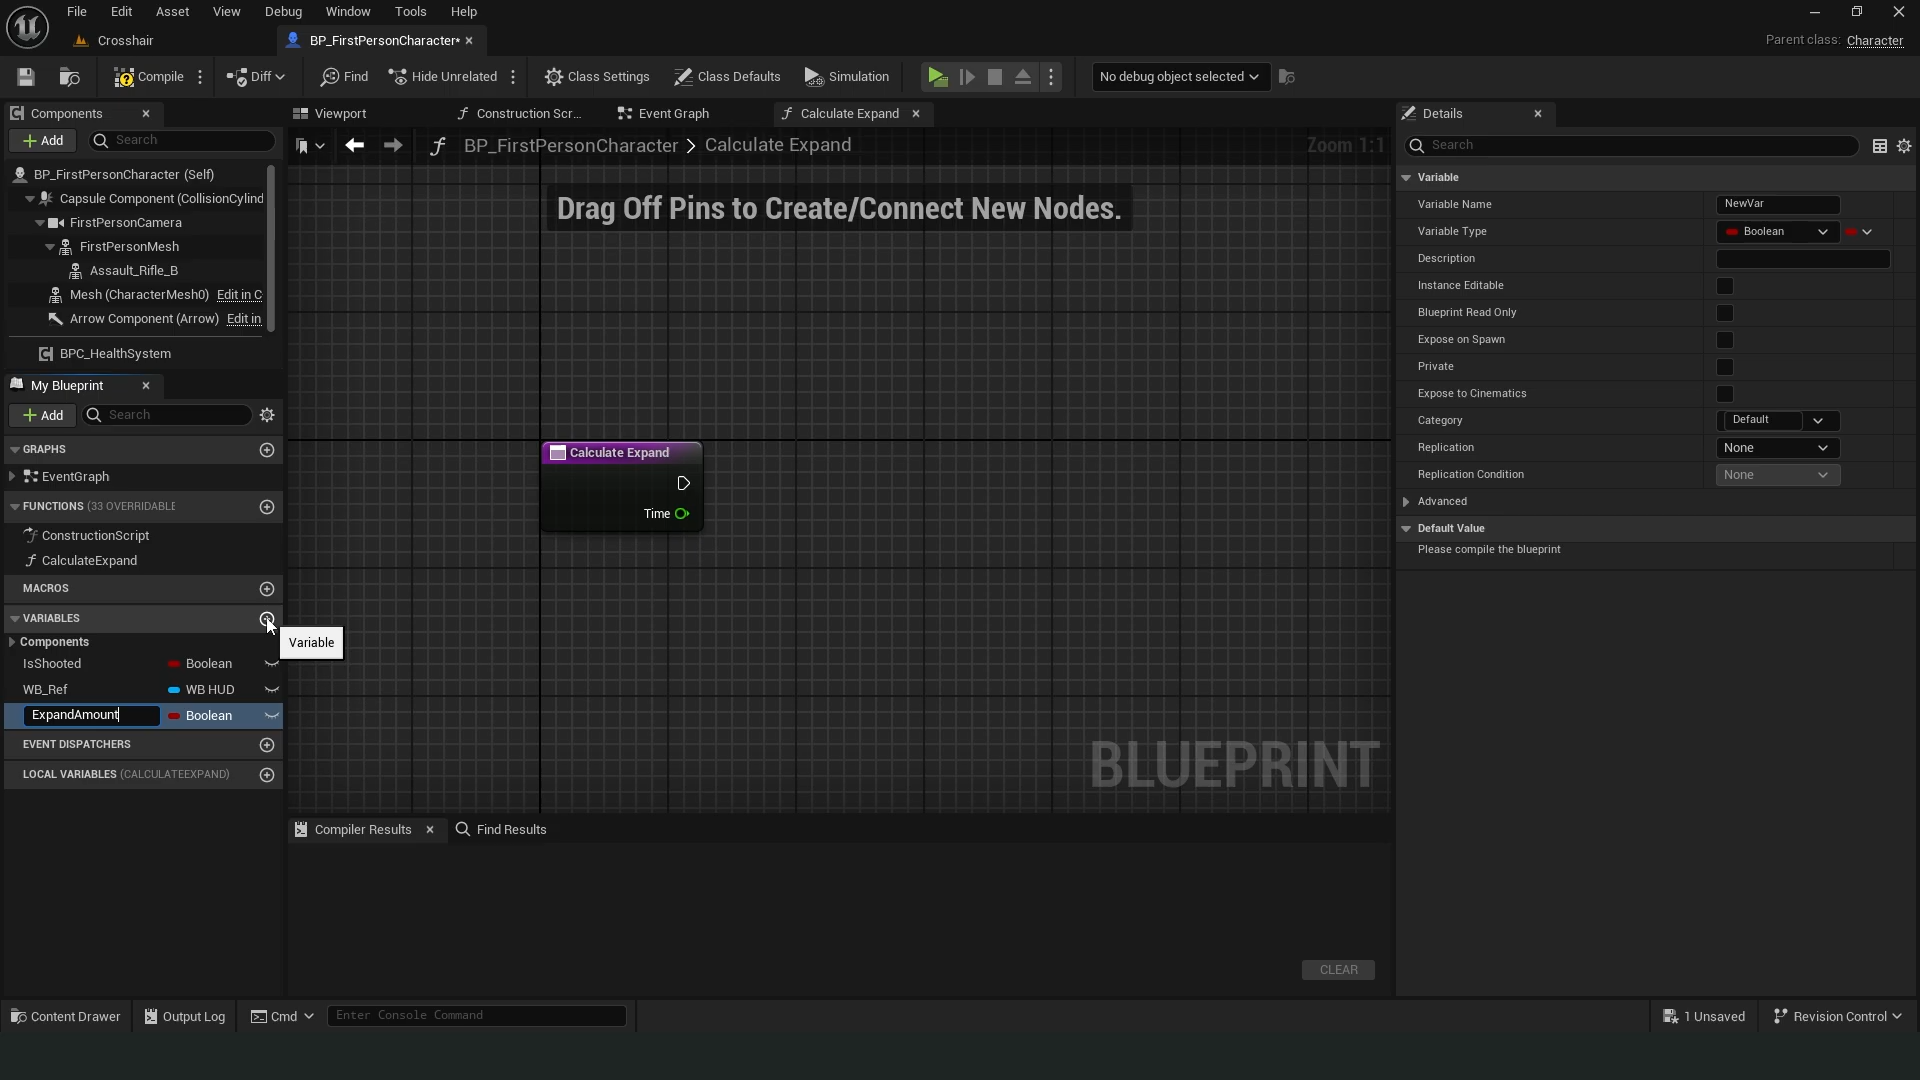 File Edit Asset View Debug Window Tools Help
Crosshair
BP_FirstPersonCharacter*
Parent class: Character
Compile
Diff
Find
Hide Unrelated
Class Settings
Class Defaults
Simulation
No debug object selected
Components
Add
Search
BP_FirstPersonCharacter (Self)
Capsule Component (CollisionCylind
FirstPersonCamera
FirstPersonMesh
Assault_Rifle_B
Mesh (CharacterMesh0) Edit in C
Arrow Component (Arrow) Edit in
BPC_HealthSystem
My Blueprint
Add
Search
GRAPHS
EventGraph
FUNCTIONS (33 OVERRIDABLE
ConstructionScript
CalculateExpand
MACROS
VARIABLES
Variable
Components
IsShooted Boolean
WB_Ref WB HUD
ExpandAmount Boolean
EVENT DISPATCHERS
LOCAL VARIABLES (CALCULATEEXPAND)
Viewport
Construction Scr...
Event Graph
Calculate Expand
BP_FirstPersonCharacter > Calculate Expand
Zoom 1:1
Drag Off Pins to Create/Connect New Nodes.
Calculate Expand
Time
BLUEPRINT
Compiler Results
Find Results
CLEAR
Details
Search
Variable
Variable Name NewVar
Variable Type Boolean
Description
Instance Editable
Blueprint Read Only
Expose on Spawn
Private
Expose to Cinematics
Category Default
Replication None
Replication Condition None
Advanced
Default Value
Please compile the blueprint
Content Drawer
Output Log
Cmd
Enter Console Command
1 Unsaved
Revision Control